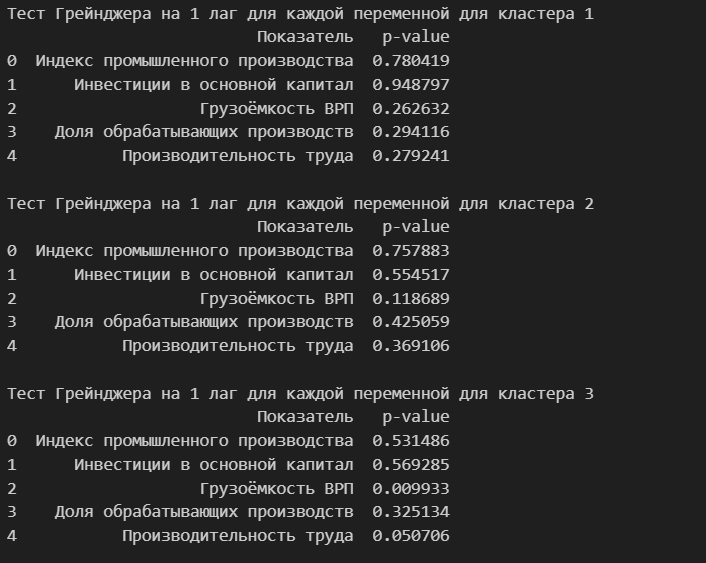 Тест Грейнджера на 1 лаг для каждой переменной для кластера 1
Показатель p-value
0 Индекс промышленного производства 0.780419
1 Инвестиции в основной капитал 0.948797
2 Грузоёмкость ВРП 0.262632
3 Доля обрабатывающих производств 0.294116
4 Производительность труда 0.279241
Тест Грейнджера на 1 лаг для каждой переменной для кластера 2
Показатель p-value
0 Индекс промышленного производства 0.757883
1 Инвестиции в основной капитал 0.554517
2 Грузоёмкость ВРП 0.118689
3 Доля обрабатывающих производств 0.425059
4 Производительность труда 0.369106
Тест Грейнджера на 1 лаг для каждой переменной для кластера 3
Показатель p-value
0 Индекс промышленного производства 0.531486
1 Инвестиции в основной капитал 0.569285
2 Грузоёмкость ВРП 0.009933
3 Доля обрабатывающих производств 0.325134
4 Производительность труда 0.050706